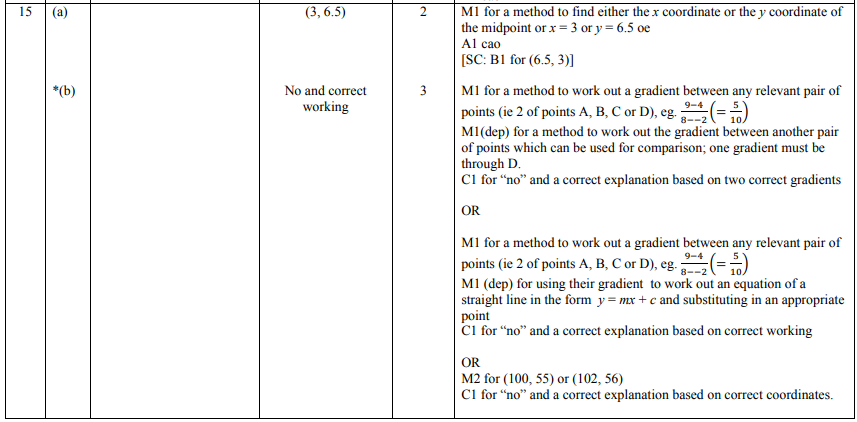 15 (a) (3, 6.5) 2 M1 for a method to find either the x coordinate or the y coordinate of
the midpoint or x = 3 or y = 6.5 oe
A1 cao
[SC: B1 for (6.5, 3)]
*(b) No and correct working 3 M1 for a method to work out a gradient between any relevant pair of
points (ie 2 of points A, B, C or D), eg. 9−4/8−−2 (= 5/10)
M1(dep) for a method to work out the gradient between another pair
of points which can be used for comparison; one gradient must be
through D.
C1 for “no” and a correct explanation based on two correct gradients
OR
M1 for a method to work out a gradient between any relevant pair of
points (ie 2 of points A, B, C or D), eg. 9−4/8−−2 (= 5/10)
M1 (dep) for using their gradient to work out an equation of a
straight line in the form y = mx + c and substituting in an appropriate
point
C1 for “no” and a correct explanation based on correct working
OR
M2 for (100, 55) or (102, 56)
C1 for “no” and a correct explanation based on correct coordinates.